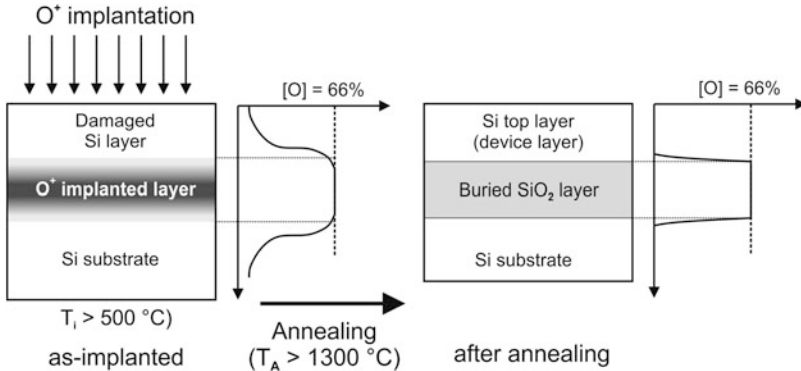 O⁺ implantation
[O] = 66%
Damaged
Si layer
O⁺ implanted layer
Si substrate
Tᵢ > 500 °C)
as-implanted
Annealing
(T_A > 1300 °C)
[O] = 66%
Si top layer
(device layer)
Buried SiO₂ layer
Si substrate
after annealing